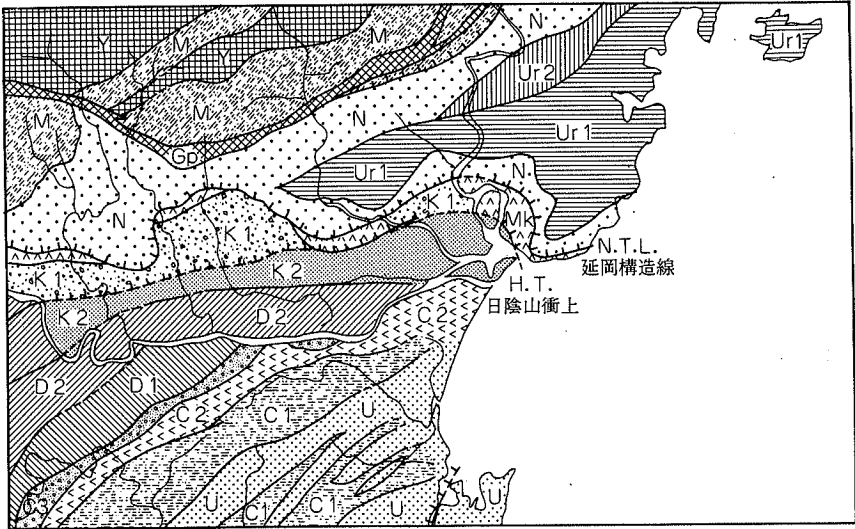 Y
M
M
Y
N
Ur2
Ur1
M
M
N
Ur1
Gp
Ur1
N
N
K1
Mk
K1
N.T.L.
延岡構造線
K1
K2
H.T.
日陰山衝上
K2
D2
C2
D2
D1
C2
C1
U
C3
U
C1
C1
U
U